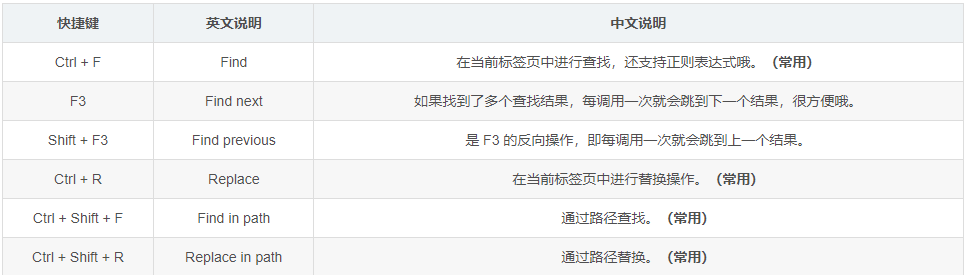 快捷键 英文说明 中文说明
Ctrl + F Find 在当前标签页中进行查找，还支持正则表达式哦。（常用）
F3 Find next 如果找到了多个查找结果，每调用一次就会跳到下一个结果，很方便哦。
Shift + F3 Find previous 是 F3 的反向操作，即每调用一次就会跳到上一个结果。
Ctrl + R Replace 在当前标签页中进行替换操作。（常用）
Ctrl + Shift + F Find in path 通过路径查找。（常用）
Ctrl + Shift + R Replace in path 通过路径替换。（常用）